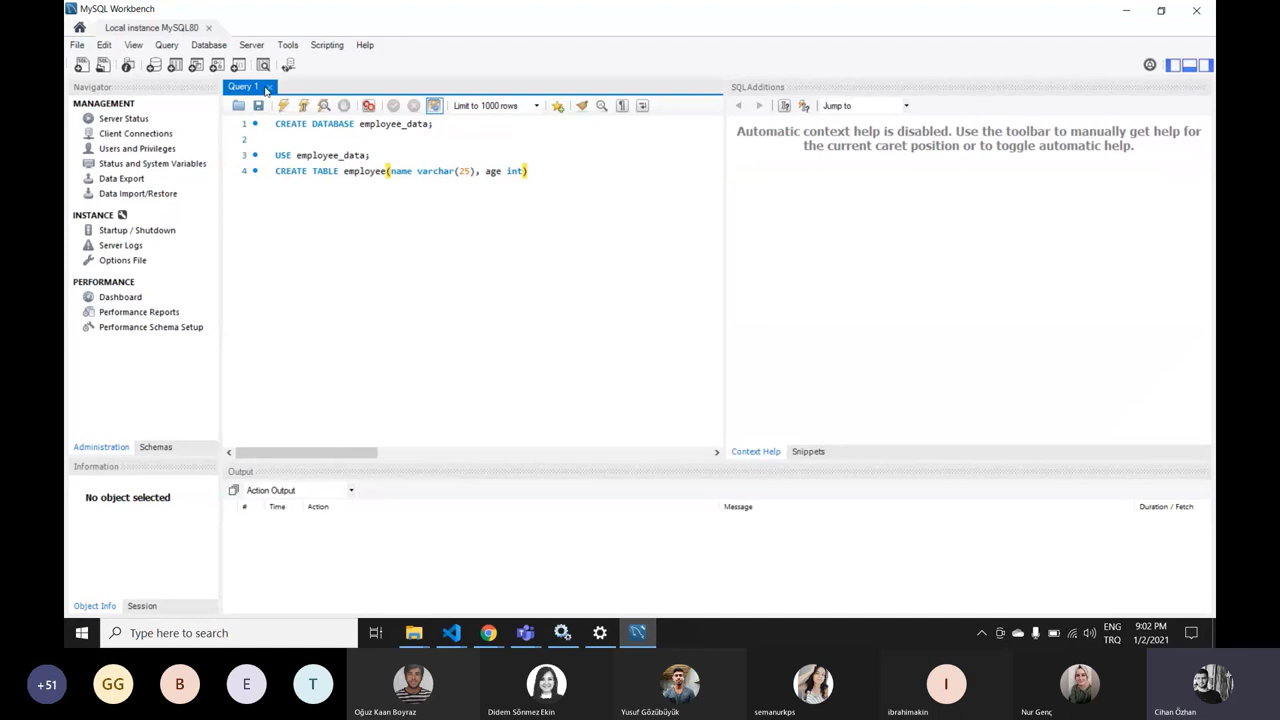 MySQL Workbench
Local instance MySQL80
File Edit View Query Database Server Tools Scripting Help
Navigator
MANAGEMENT
Server Status
Client Connections
Users and Privileges
Status and System Variables
Data Export
Data Import/Restore
INSTANCE
Startup / Shutdown
Server Logs
Options File
PERFORMANCE
Dashboard
Performance Reports
Performance Schema Setup
Administration Schemas
Information
No object selected
Object Info Session
Query 1
Limit to 1000 rows
1 CREATE DATABASE employee_data;
2
3 USE employee_data;
4 CREATE TABLE employee(name varchar(25), age int)
SQLAdditions
Jump to
Automatic context help is disabled. Use the toolbar to manually get help for
the current caret position or to toggle automatic help.
Context Help Snippets
Output
Action Output
# Time Action Message Duration / Fetch
Type here to search
ENG
TRQ
9:02 PM
1/2/2021
+51 GG B E T I
Oğuz Kaan Boyraz Didem Sönmez Ekin Yusuf Gözübüyük semanurkps ibrahimakin Nur Genç Cihan Özhan